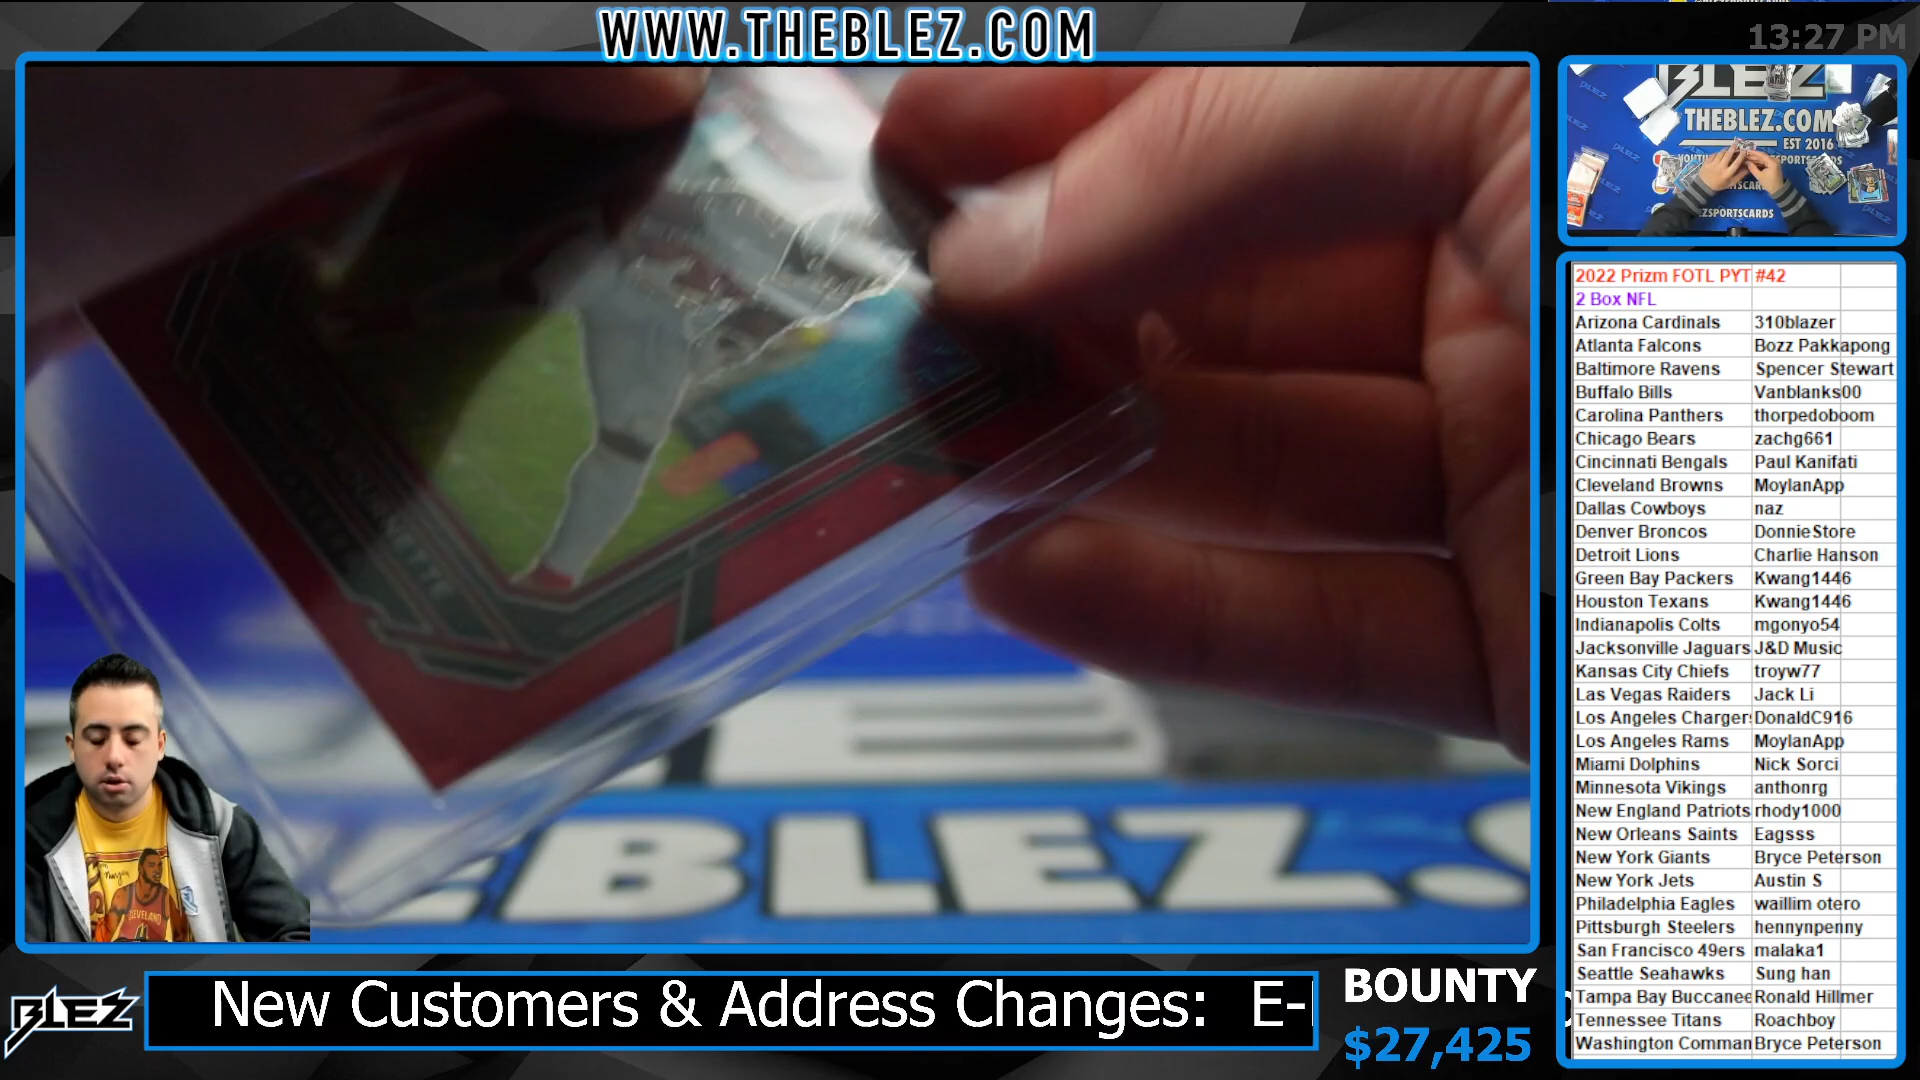 WWW.THEBLEZ.COM
13:27 PM
BLEZ
THEBLEZ.COM
EST 2016
2022 Prizm FOTL PYT #42
2 Box NFL
Arizona Cardinals 310blazer
Atlanta Falcons Bozz Pakkapong
Baltimore Ravens Spencer Stewart
Buffalo Bills Vanblanks00
Carolina Panthers thorpedoboom
Chicago Bears zachg661
Cincinnati Bengals Paul Kanifati
Cleveland Browns MoylanApp
Dallas Cowboys naz
Denver Broncos DonnieStore
Detroit Lions Charlie Hanson
Green Bay Packers Kwang1446
Houston Texans Kwang1446
Indianapolis Colts mgonyo54
Jacksonville Jaguars J&D Music
Kansas City Chiefs troyw77
Las Vegas Raiders Jack Li
Los Angeles Charger DonaldC916
Los Angeles Rams MoylanApp
Miami Dolphins Nick Sorci
Minnesota Vikings anthonrg
New England Patriots rhody1000
New Orleans Saints Eagsss
New York Giants Bryce Peterson
New York Jets Austin S
Philadelphia Eagles waillim otero
Pittsburgh Steelers hennynpenny
San Francisco 49ers malaka1
Seattle Seahawks Sung han
Tampa Bay Buccanee Ronald Hillmer
Tennessee Titans Roachboy
Washington Comman Bryce Peterson
EBLEZ.
CLEVELAND
BLEZ
New Customers & Address Changes: E-
BOUNTY
$27,425